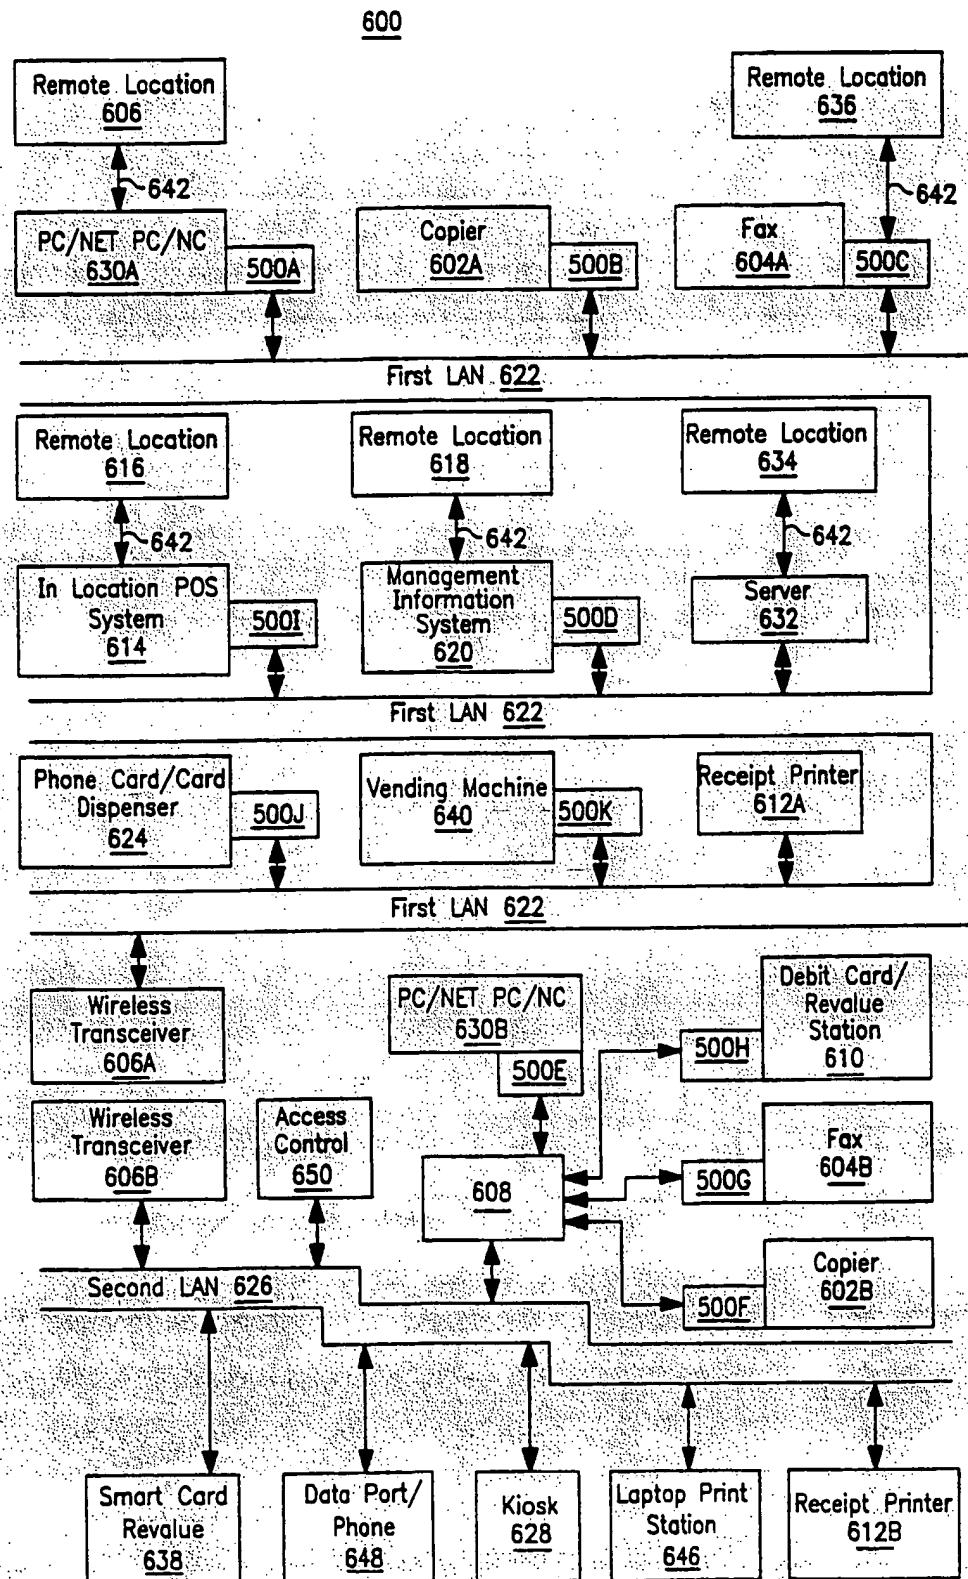 600
Remote Location
606
Remote Location
636
642
642
PC/NET PC/NC
630A
500A
Copier
602A
500B
Fax
604A
500C
First LAN 622
Remote Location
616
Remote Location
618
Remote Location
634
642
642
642
In Location POS
System
614
500I
Management
Information
System
620
500D
Server
632
First LAN 622
Phone Card/Card
Dispenser
624
500J
Vending Machine
640
500K
Receipt Printer
612A
First LAN 622
Wireless
Transceiver
606A
PC/NET PC/NC
630B
500E
500H
Debit Card/
Revalue
Station
610
Wireless
Transceiver
606B
Access
Control
650
608
500G
Fax
604B
Second LAN 626
500F
Copier
602B
Smart Card
Revalue
638
Data Port/
Phone
648
Kiosk
628
Laptop Print
Station
646
Receipt Printer
612B